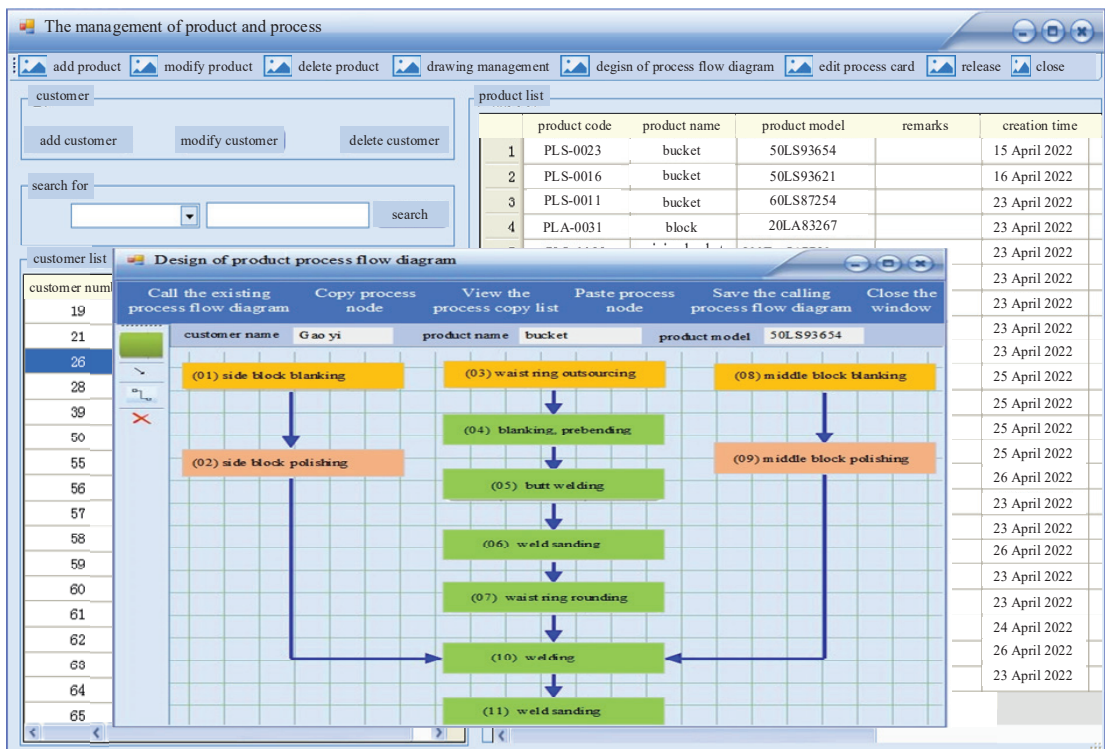 The management of product and process
add product modify product delete product drawing management degisn of process flow diagram edit process card release close
customer
add customer modify customer delete customer
search for
search
customer list
19
21
26
28
39
50
55
56
57
58
59
60
61
62
63
64
65
product list
product code product name product model remarks creation time
1 PLS-0023 bucket 50LS93654 15 April 2022
2 PLS-0016 bucket 50LS93621 16 April 2022
3 PLS-0011 bucket 60LS87254 23 April 2022
4 PLA-0031 block 20LA83267 23 April 2022
23 April 2022
23 April 2022
23 April 2022
23 April 2022
23 April 2022
25 April 2022
25 April 2022
25 April 2022
25 April 2022
26 April 2022
23 April 2022
23 April 2022
26 April 2022
23 April 2022
23 April 2022
24 April 2022
26 April 2022
23 April 2022
Design of product process flow diagram
Call the existing process flow diagram
Copy process node
View the process copy list
Paste process node
Save the calling process flow diagram
Close the window
customer name Gao yi product name bucket product model 50LS93654
(01) side block blanking
(02) side block polishing
(03) waist ring outsourcing
(04) blanking, prebending
(05) butt welding
(06) weld sanding
(07) waist ring rounding
(08) middle block blanking
(09) middle block polishing
(10) welding
(11) weld sanding